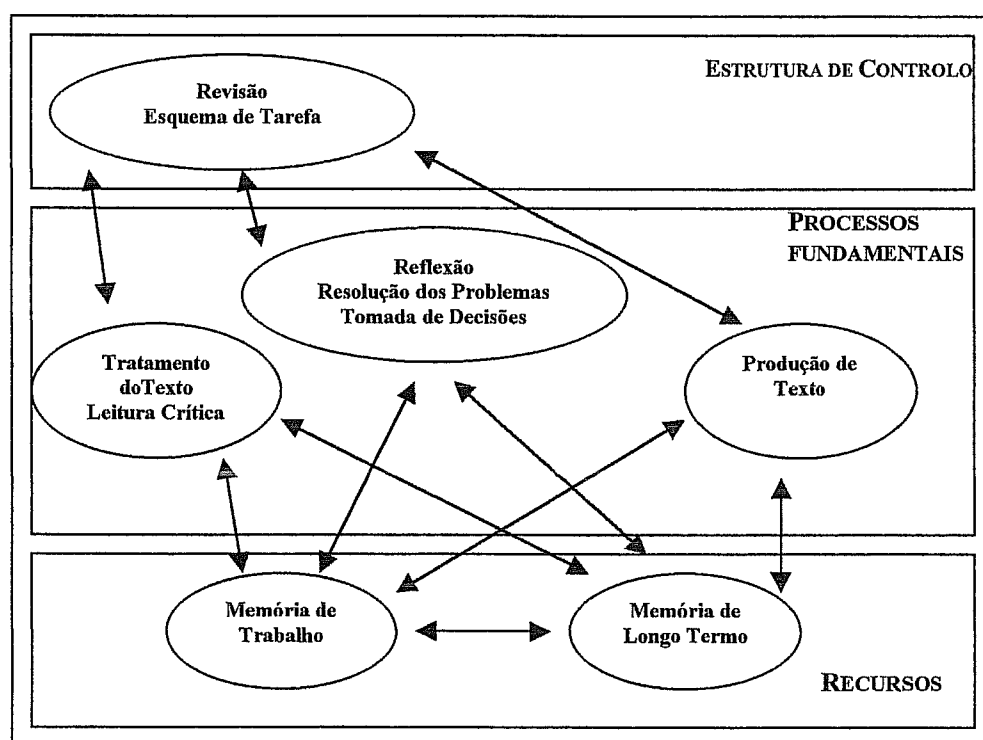 ESTRUTURA DE CONTROLO
Revisão
Esquema de Tarefa
PROCESSOS
FUNDAMENTAIS
Reflexão
Resolução dos Problemas
Tomada de Decisões
Tratamento
doTexto
Leitura Crítica
Produção de
Texto
Memória de
Trabalho
Memória de
Longo Termo
RECURSOS